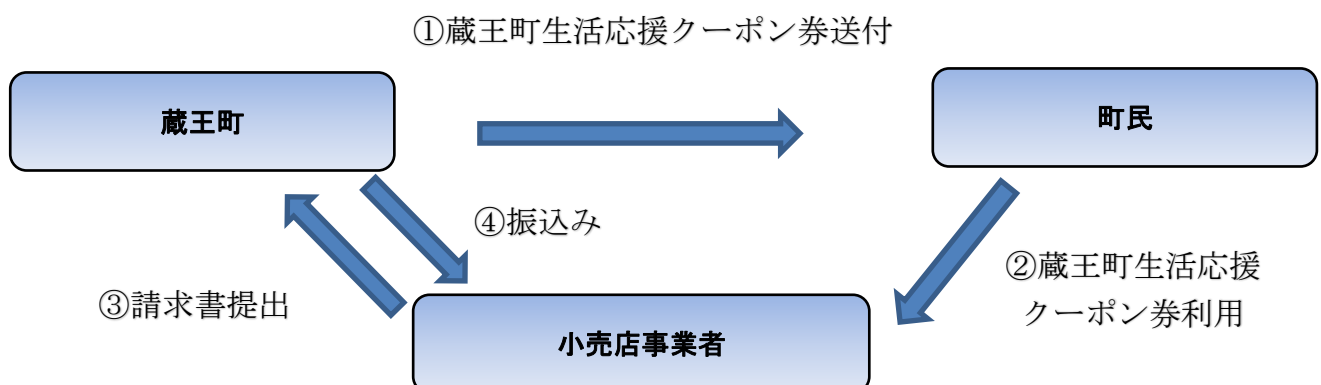 ①蔵王町生活応援クーポン券送付
蔵王町
町民
④振込み
②蔵王町生活応援
クーポン券利用
③請求書提出
小売店事業者